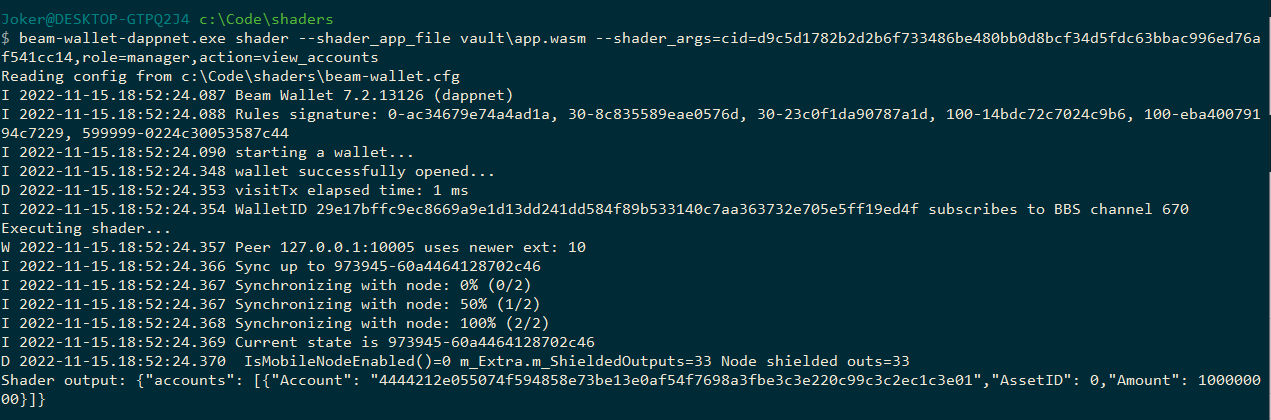 Joker@DESKTOP-GTPQ2J4 c:\Code\shaders
$ beam-wallet-dappnet.exe shader --shader_app_file vault\app.wasm --shader_args=cid=d9c5d1782b2d2b6f733486be480bb0d8bcf34d5fdc63bbac996ed76a
f541cc14,role=manager,action=view_accounts
Reading config from c:\Code\shaders\beam-wallet.cfg
I 2022-11-15.18:52:24.087 Beam Wallet 7.2.13126 (dappnet)
I 2022-11-15.18:52:24.088 Rules signature: 0-ac34679e74a4ad1a, 30-8c835589eae0576d, 30-23c0f1da90787a1d, 100-14bdc72c7024c9b6, 100-eba400791
94c7229, 599999-0224c30053587c44
I 2022-11-15.18:52:24.090 starting a wallet...
I 2022-11-15.18:52:24.348 wallet successfully opened...
D 2022-11-15.18:52:24.353 visitTx elapsed time: 1 ms
I 2022-11-15.18:52:24.354 WalletID 29e17bffc9ec8669a9e1d13dd241dd584f89b533140c7aa363732e705e5ff19ed4f subscribes to BBS channel 670
Executing shader...
W 2022-11-15.18:52:24.357 Peer 127.0.0.1:10005 uses newer ext: 10
I 2022-11-15.18:52:24.366 Sync up to 973945-60a4464128702c46
I 2022-11-15.18:52:24.367 Synchronizing with node: 0% (0/2)
I 2022-11-15.18:52:24.367 Synchronizing with node: 50% (1/2)
I 2022-11-15.18:52:24.368 Synchronizing with node: 100% (2/2)
I 2022-11-15.18:52:24.369 Current state is 973945-60a4464128702c46
D 2022-11-15.18:52:24.370  IsMobileNodeEnabled()=0 m_Extra.m_ShieldedOutputs=33 Node shielded outs=33
Shader output: {"accounts": [{"Account": "4444212e055074f594858e73be13e0af54f7698a3fbe3c3e220c99c3c2ec1c3e01","AssetID": 0,"Amount": 10000000
00}]}